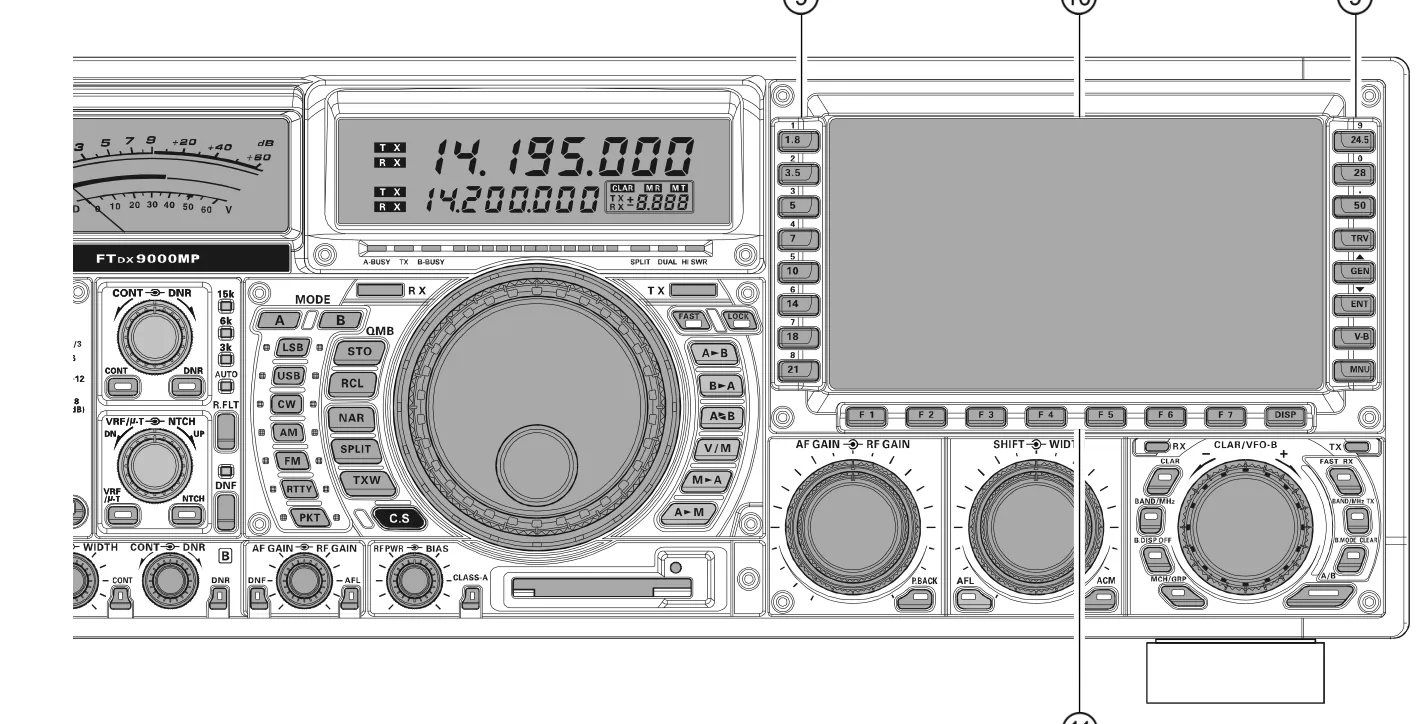 3 5 7 9 +20 +40 +60 dB
0 10 20 30 40 50 60 V
FTDX9000MP
T X
R X
14.195.000
T X
R X
14.200.000
CLAR MR MT
TX
RX ±8.888
A-BUSY TX B-BUSY
SPLIT DUAL HI SWR
CONT DNR
CONT DNR
15k
6k
3k
AUTO
R.FLT
VRF/µ-T NTCH
DN UP
VRF
/µ-T
NTCH
DNF
MODE
RX
TX
A B
QMB
LSB
USB
CW
AM
FM
RTTY
PKT
STO
RCL
NAR
SPLIT
TXW
C.S
FAST LOCK
A►B
B►A
A⇆B
V/M
M►A
A►M
WIDTH CONT DNR
CONT DNR
B
AF GAIN RF GAIN
DNF AFL
RF PWR BIAS
CLASS-A
9
10
9
1
1.8
2
3.5
3
5
4
7
5
10
6
14
7
18
8
21
9
24.5
0
28
.
50
TRV
▲
GEN
▼
ENT
V-B
MNU
F 1 F 2 F 3 F 4 F 5 F 6 F 7 DISP
AF GAIN RF GAIN
P.BACK
SHIFT
AFL ACM
RX CLAR/VFO-B TX
− +
CLAR
BAND/MHz
B.DISP OFF
MCH/GRP
FAST RX
BAND/MHz TX
B.MODE CLEAR
A/B
11